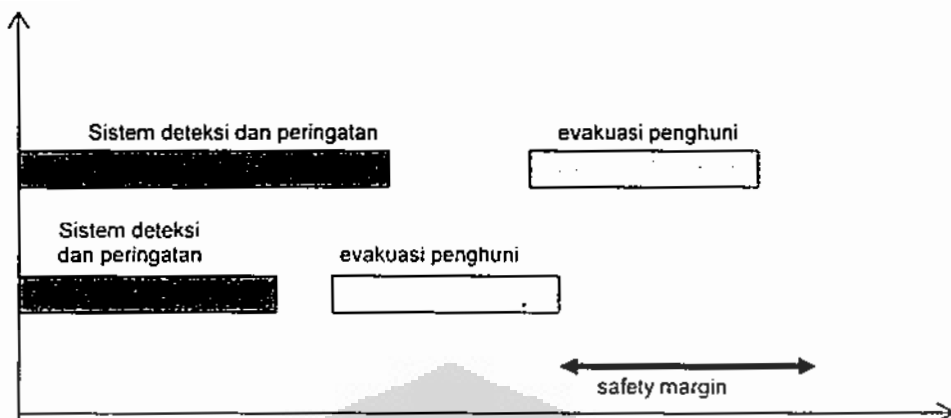 Sistem deteksi dan peringatan
evakuasi penghuni
Sistem deteksi
dan peringatan
evakuasi penghuni
safety margin